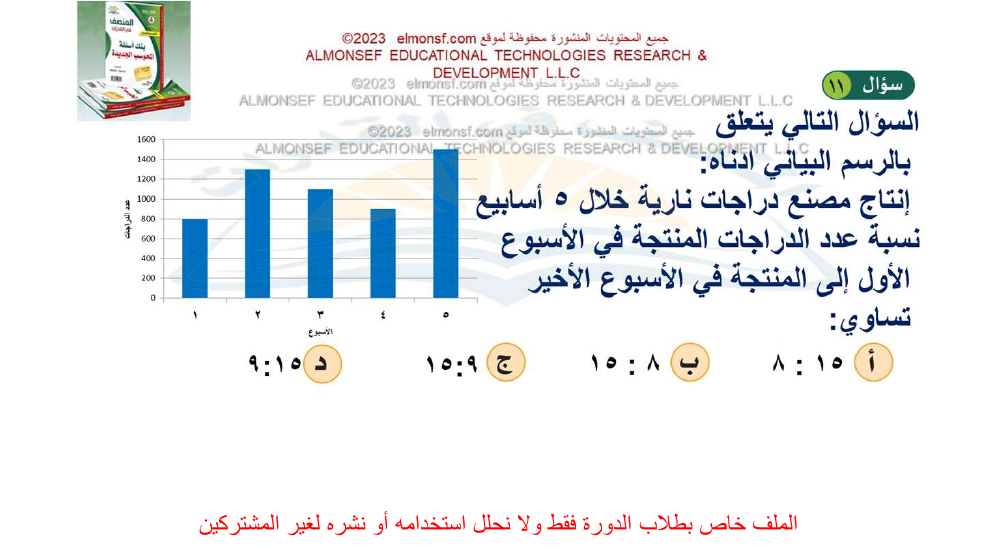 المنصف
في القدرات
بنك أسئلة
المحوسب الجديدة
جميع المحتويات المنشورة محفوظة لموقع elmonsf.com ©2023
ALMONSEF EDUCATIONAL TECHNOLOGIES RESEARCH &
DEVELOPMENT L.L.C
جميع المحتويات المنشورة محفوظة لموقع elmonsf.com ©2023
ALMONSEF EDUCATIONAL TECHNOLOGIES RESEARCH & DEVELOPMENT L.L.C
سؤال ١١
جميع المحتويات المنشورة محفوظة لموقع elmonsf.com ©2023
ALMONSEF EDUCATIONAL TECHNOLOGIES RESEARCH & DEVELOPMENT L.L.C
السؤال التالي يتعلق
بالرسم البياني ادناه:
إنتاج مصنع دراجات نارية خلال ٥ أسابيع
نسبة عدد الدراجات المنتجة في الأسبوع
الأول إلى المنتجة في الأسبوع الأخير
تساوي:
1600
1400
1200
1000
800
600
400
200
0
عدد الدراجات
١ ٢ ٣ ٤ ٥
الأسبوع
أ ١٥ : ٨
ب ٨ : ١٥
ج ٩:١٥
د ١٥:٩
الملف خاص بطلاب الدورة فقط ولا نحلل استخدامه أو نشره لغير المشتركين